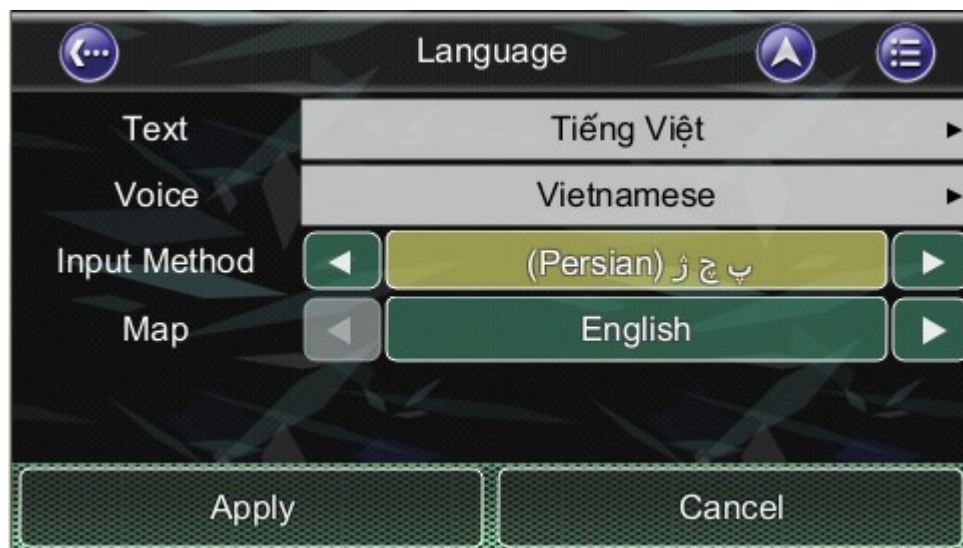 Language
Text Tiếng Việt
Voice Vietnamese
Input Method پ چ ژ (Persian)
Map English
Apply Cancel